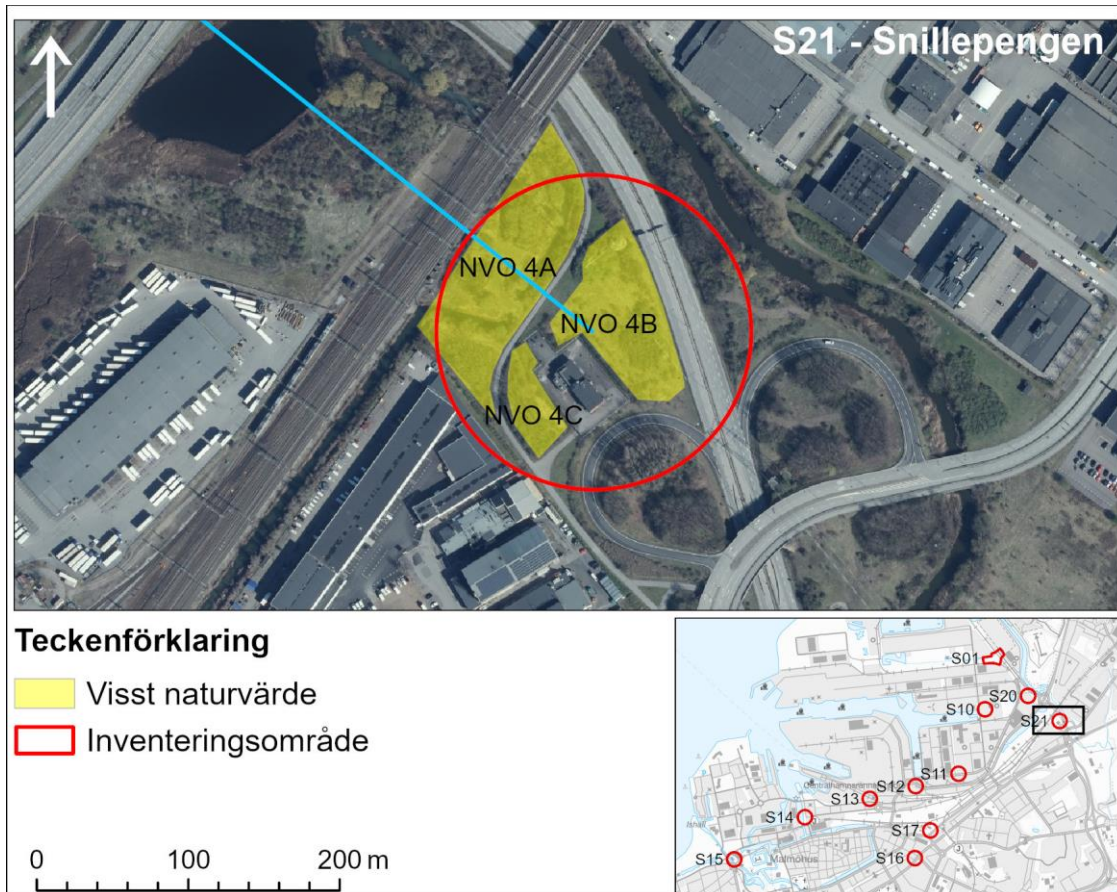 S21 - Snillepengen
NVO 4A
NVO 4B
NVO 4C
Teckenförklaring
Visst naturvärde
Inventeringsområde
0 100 200 m
S01
S20
S10
S21
S11
S12
S13
S14
S17
S15
S16
Malmöhus